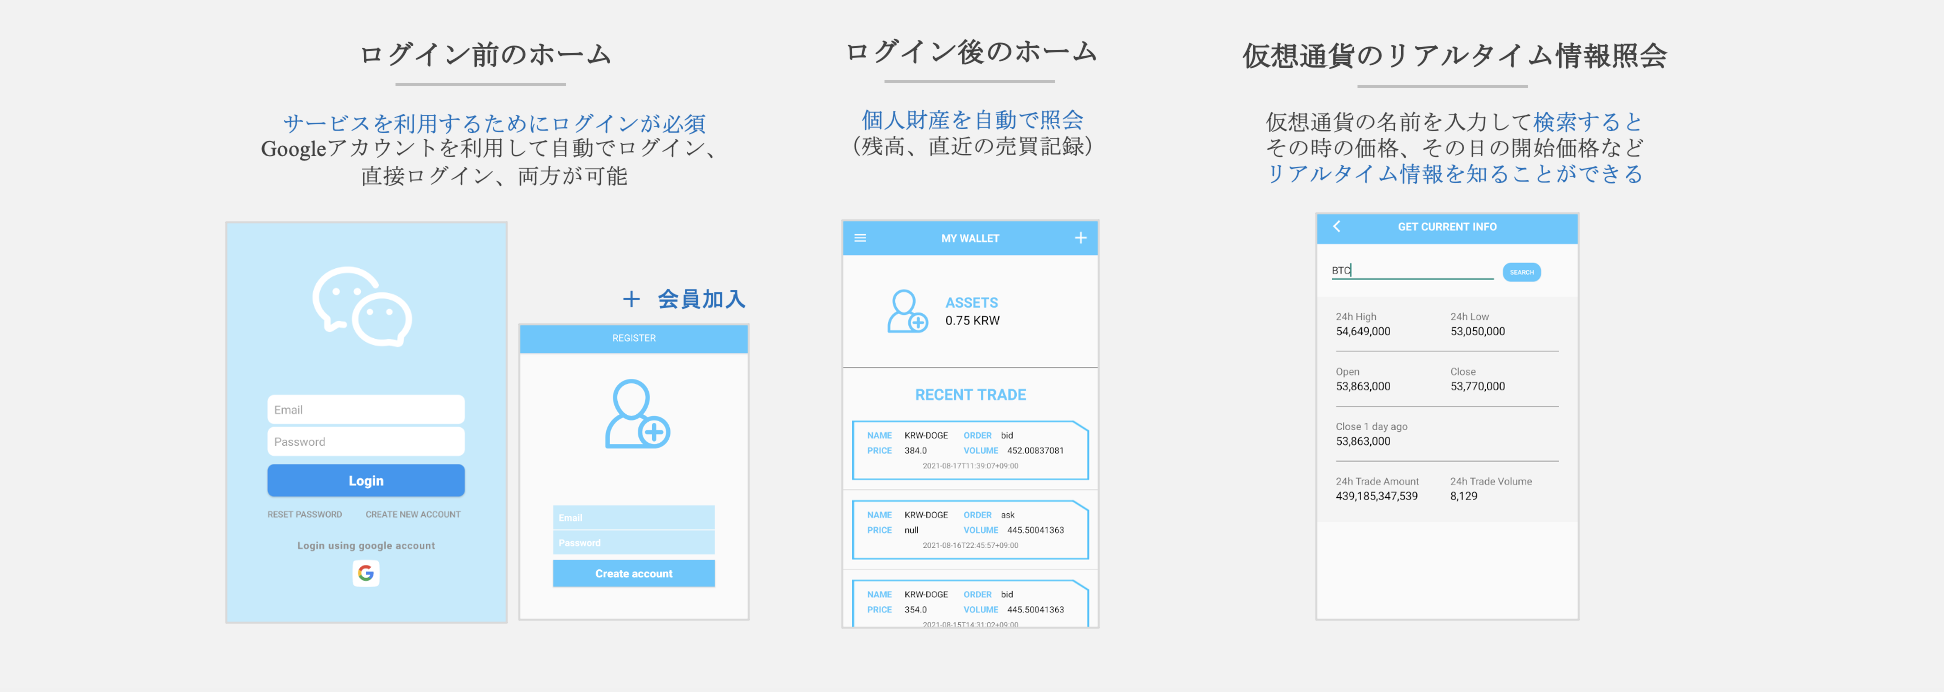 ログイン前のホーム
サービスを利用するためにログインが必須
Googleアカウントを利用して自動でログイン、
直接ログイン、両方が可能
Email
Password
Login
RESET PASSWORD CREATE NEW ACCOUNT
Login using google account
G
＋ 会員加入
REGISTER
Email
Password
Create account
ログイン後のホーム
個人財産を自動で照会
（残高、直近の売買記録）
MY WALLET
ASSETS
0.75 KRW
RECENT TRADE
NAME KRW-DOGE ORDER bid
PRICE 384.0 VOLUME 452.00837081
2021-08-17T11:39:07+09:00
NAME KRW-DOGE ORDER ask
PRICE null VOLUME 445.50041363
2021-08-16T22:45:57+09:00
NAME KRW-DOGE ORDER bid
PRICE 354.0 VOLUME 445.50041363
2021-08-15T14:31:02+09:00
仮想通貨のリアルタイム情報照会
仮想通貨の名前を入力して検索すると
その時の価格、その日の開始価格など
リアルタイム情報を知ることができる
GET CURRENT INFO
BTC
SEARCH
24h High 24h Low
54,649,000 53,050,000
Open Close
53,863,000 53,770,000
Close 1 day ago
53,863,000
24h Trade Amount 24h Trade Volume
439,185,347,539 8,129